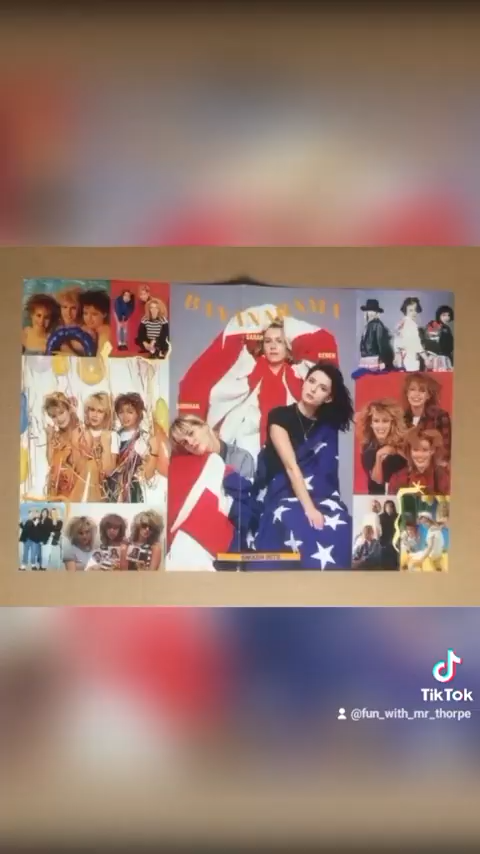 BANANARAMA
SARAH
KEREN
SIOBHAN
SMASH HITS
TikTok
@fun_with_mr_thorpe